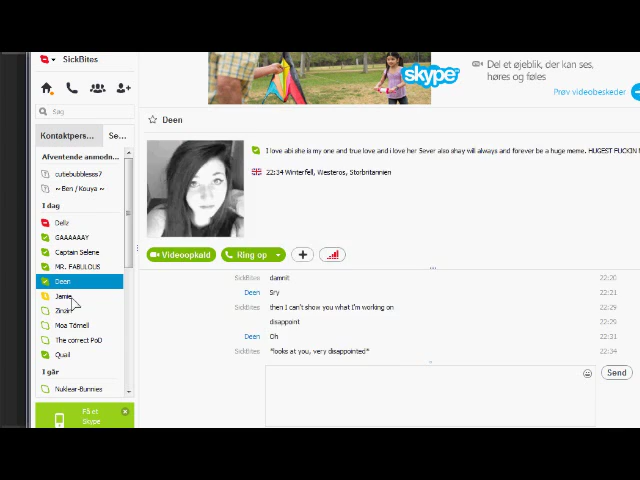 SickBites
skype
Del et øjeblik, der kan ses,
høres og føles
Prøv videobeskeder
Søg
Kontaktpers...
Se...
Deen
Afventende anmodn...
cutiebubblesos7
~ Ben / Kouya ~
I dag
Deliz
GAAAAAAY
Captain Selene
MR. FABULOUS
Deen
Jamie
Moa Törnell
The correct PoD
Quail
I går
Nuklear-Bunnies
Få et
Skype
I love abi she is my one and true love and i love her Sever also shay will always and forever be a huge meme. HUGEST FUCKIN
22:34 Winterfell, Westeros, Storbritannien
Videoopkald
Ring op
SickBites damnit 22:20
Deen Sry 22:21
SickBites then I can't show you what I'm working on 22:29
disappoint 22:29
Deen Oh 22:31
SickBites *looks at you, very disappointed* 22:34
Send